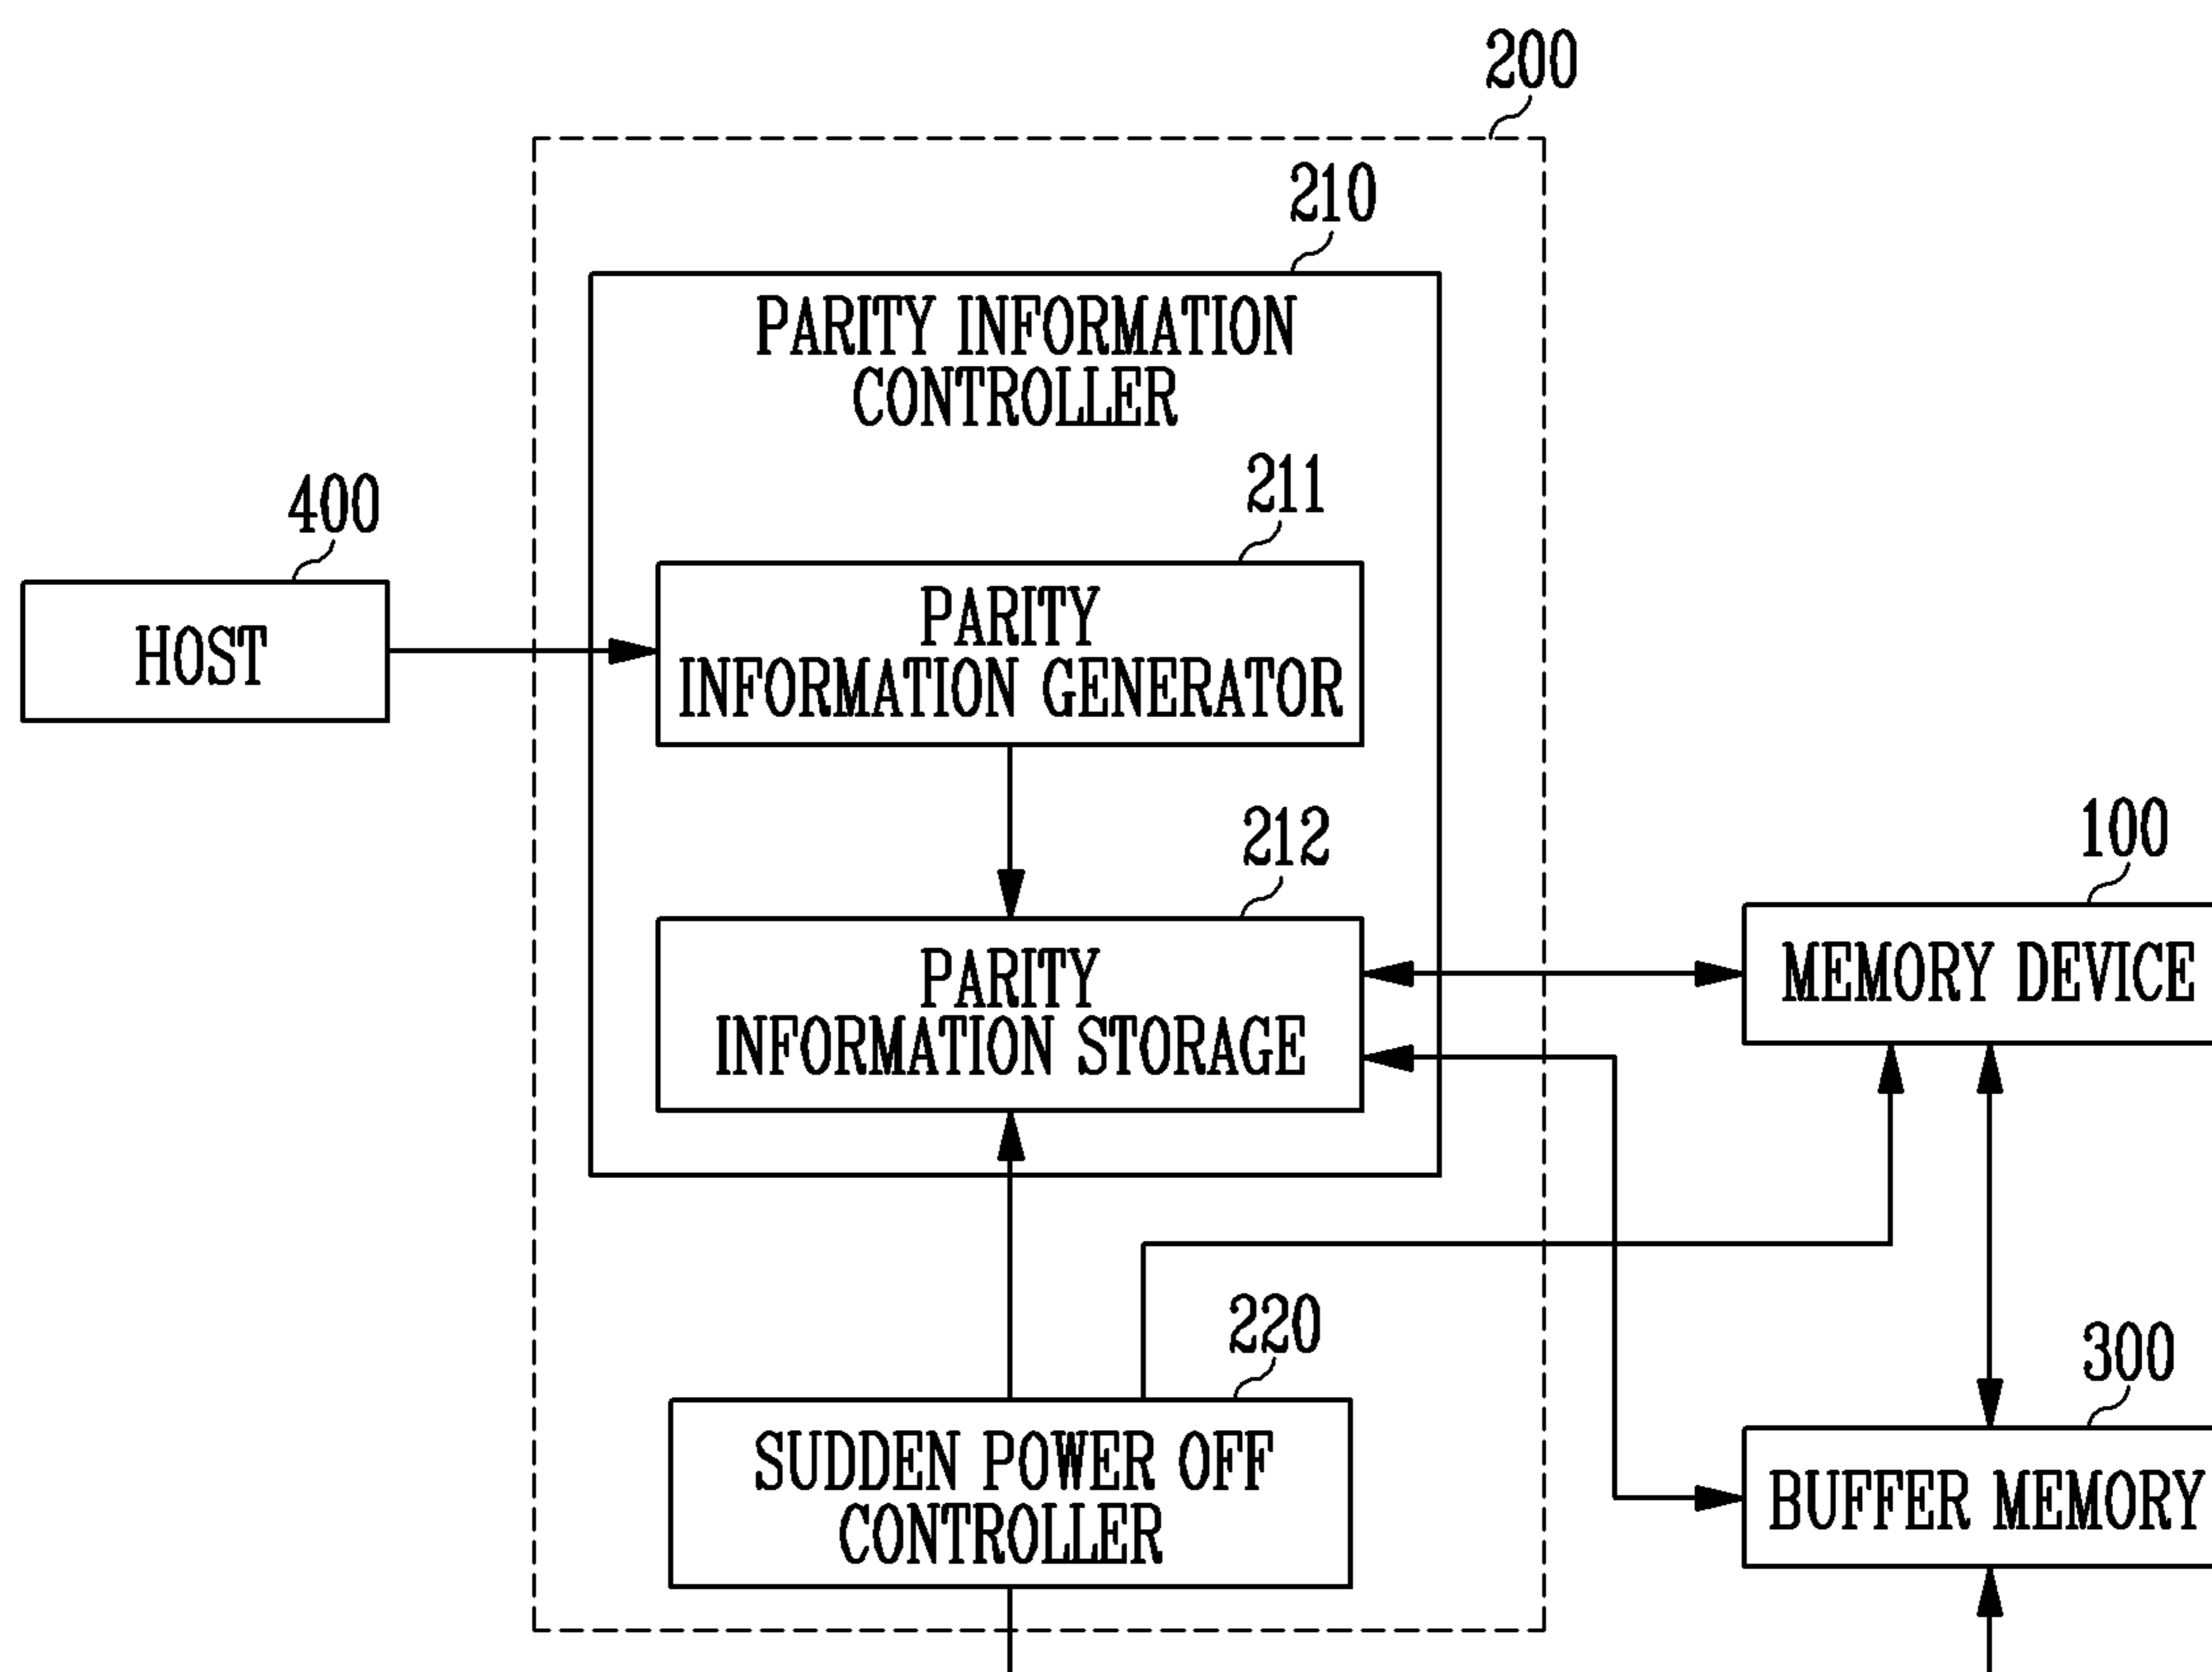 200
210
PARITY INFORMATION
CONTROLLER
211
400
PARITY
INFORMATION GENERATOR
HOST
212
100
PARITY
INFORMATION STORAGE
MEMORY DEVICE
220
300
SUDDEN POWER OFF
CONTROLLER
BUFFER MEMORY